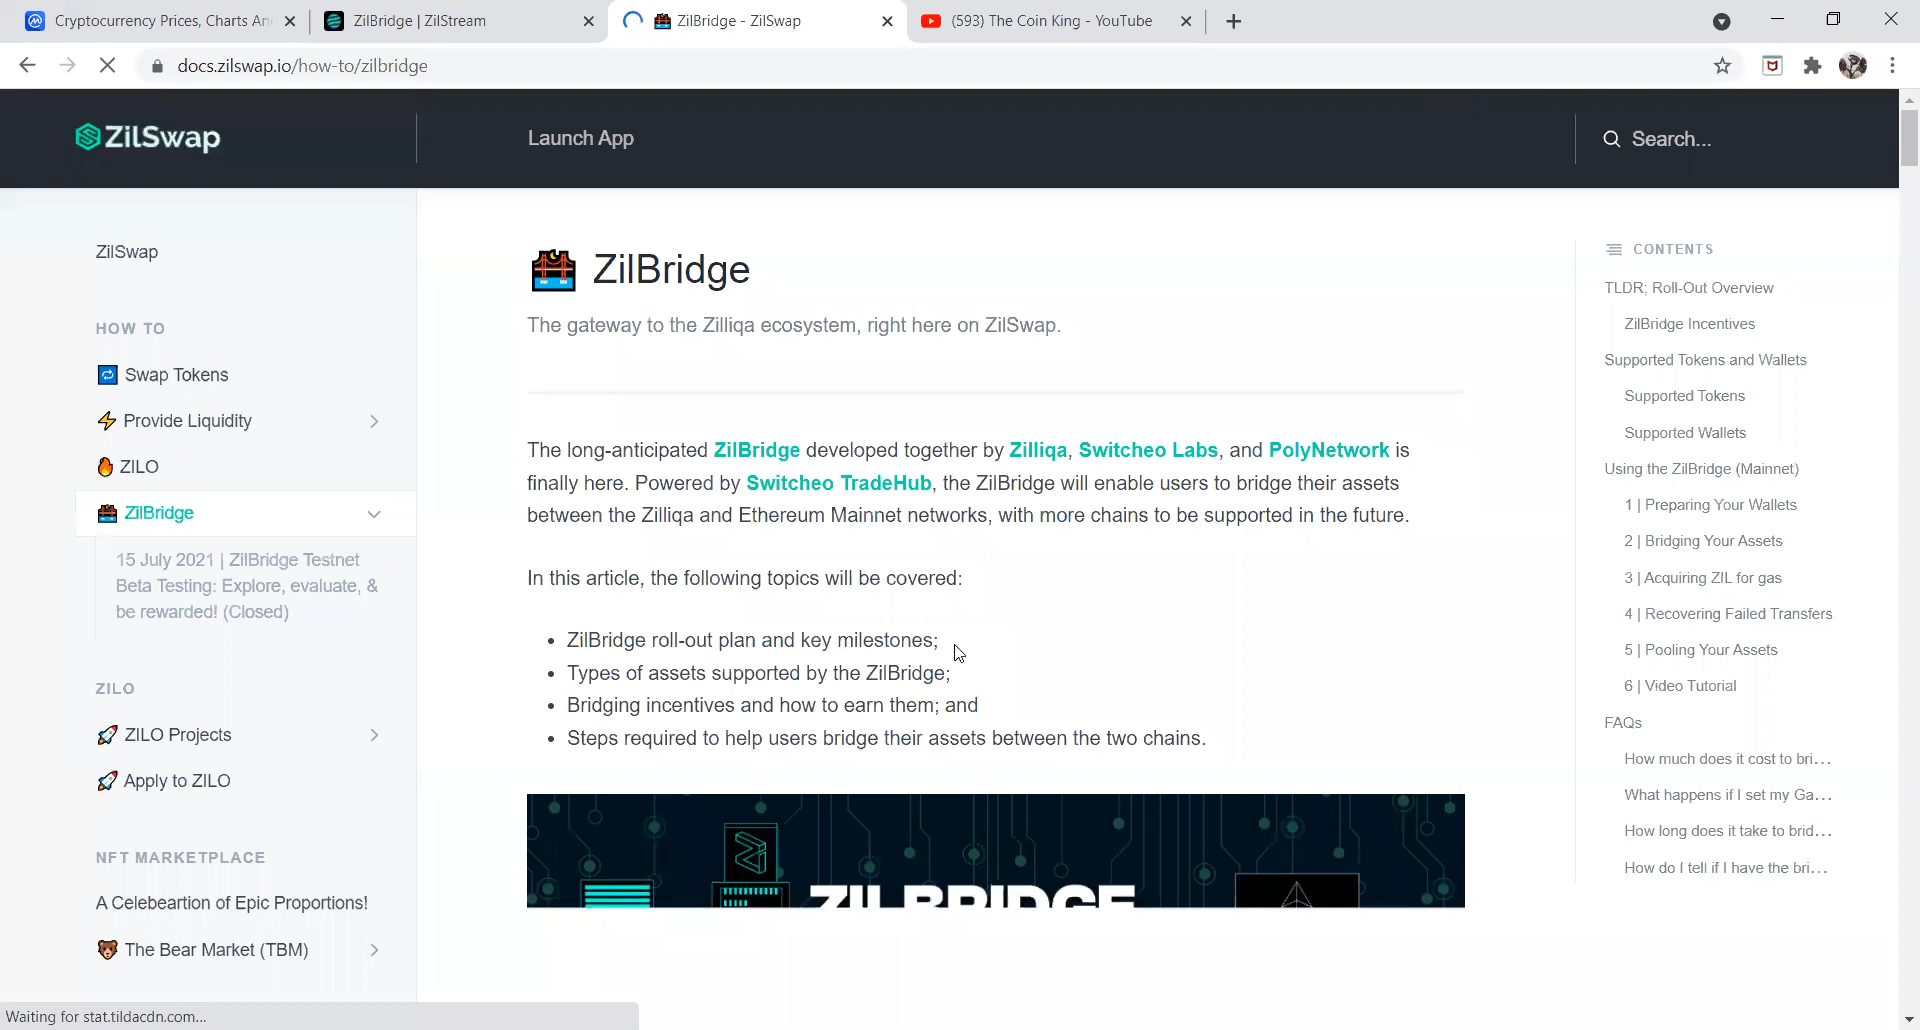 Cryptocurrency Prices, Charts An
ZilBridge | ZilStream
ZilBridge - ZilSwap
(593) The Coin King - YouTube
docs.zilswap.io/how-to/zilbridge
ZilSwap
Launch App
Search...
ZilSwap
HOW TO
Swap Tokens
Provide Liquidity
ZILO
ZilBridge
15 July 2021 | ZilBridge Testnet
Beta Testing: Explore, evaluate, &
be rewarded! (Closed)
ZILO
ZILO Projects
Apply to ZILO
NFT MARKETPLACE
A Celebeartion of Epic Proportions!
The Bear Market (TBM)
ZilBridge
The gateway to the Zilliqa ecosystem, right here on ZilSwap.
The long-anticipated ZilBridge developed together by Zilliqa, Switcheo Labs, and PolyNetwork is
finally here. Powered by Switcheo TradeHub, the ZilBridge will enable users to bridge their assets
between the Zilliqa and Ethereum Mainnet networks, with more chains to be supported in the future.
In this article, the following topics will be covered:
• ZilBridge roll-out plan and key milestones;
• Types of assets supported by the ZilBridge;
• Bridging incentives and how to earn them; and
• Steps required to help users bridge their assets between the two chains.
ZILBRIDGE
CONTENTS
TLDR; Roll-Out Overview
ZilBridge Incentives
Supported Tokens and Wallets
Supported Tokens
Supported Wallets
Using the ZilBridge (Mainnet)
1 | Preparing Your Wallets
2 | Bridging Your Assets
3 | Acquiring ZIL for gas
4 | Recovering Failed Transfers
5 | Pooling Your Assets
6 | Video Tutorial
FAQs
How much does it cost to bri...
What happens if I set my Ga...
How long does it take to brid...
How do I tell if I have the bri...
Waiting for stat.tildacdn.com...